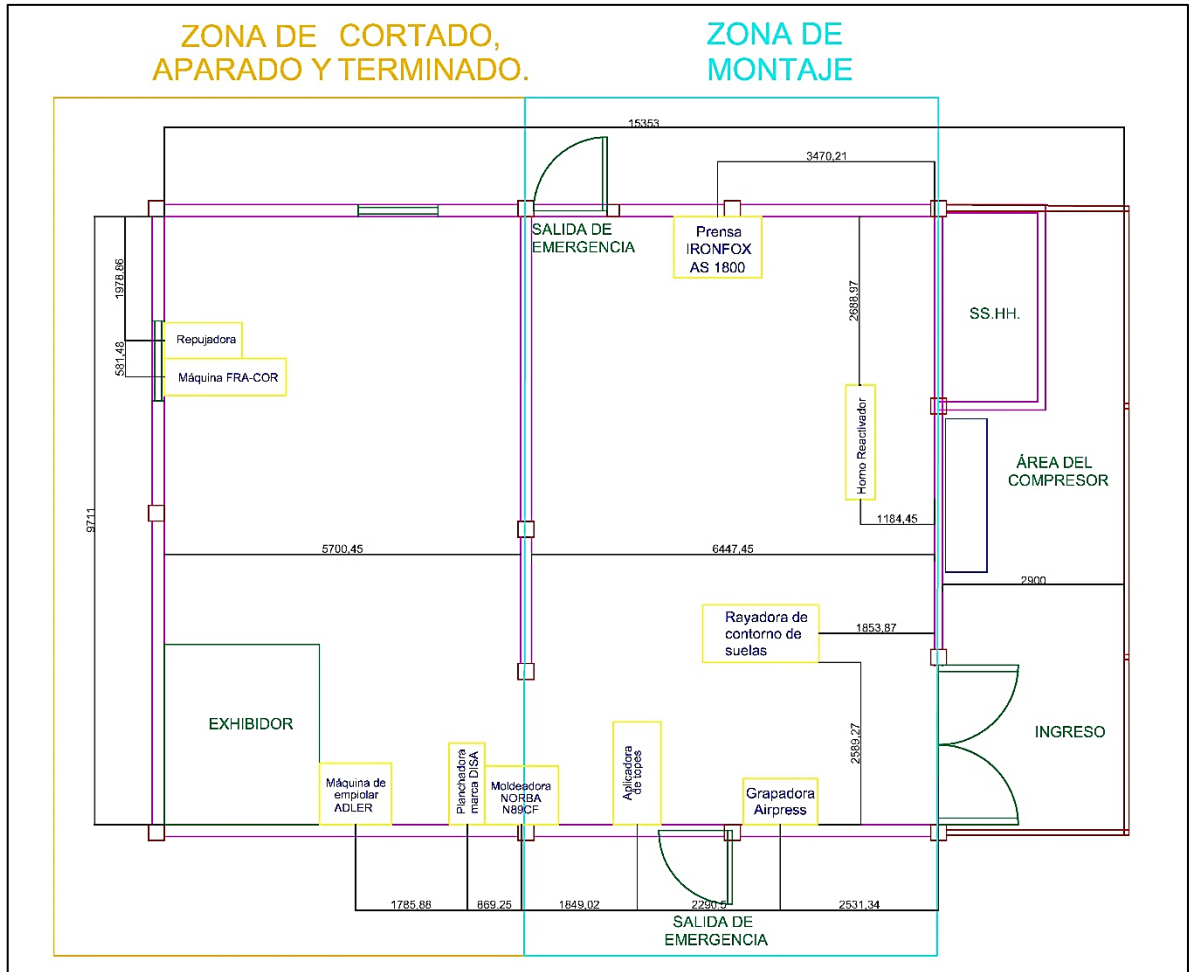 ZONA DE CORTADO,
APARADO Y TERMINADO.
ZONA DE
MONTAJE
15353
3470,21
SALIDA DE
EMERGENCIA
Prensa
IRONFOX
AS 1800
1978.86
2688,97
SS.HH.
Repujadora
581,48
Máquina FRA-COR
Horno Reactivador
ÁREA DEL
COMPRESOR
9711
1184,45
5700,45
6447,45
2900
Rayadora de
contorno de
suelas
1853,87
EXHIBIDOR
2589,27
INGRESO
Máquina de
empiolar
ADLER
Planchadora
marca DISA
Moldeadora
NORBA
N89CF
Aplicadora
de topes
Grapadora
Airpress
1785,88
869.25
1849,02
2290.5
2531,34
SALIDA DE
EMERGENCIA